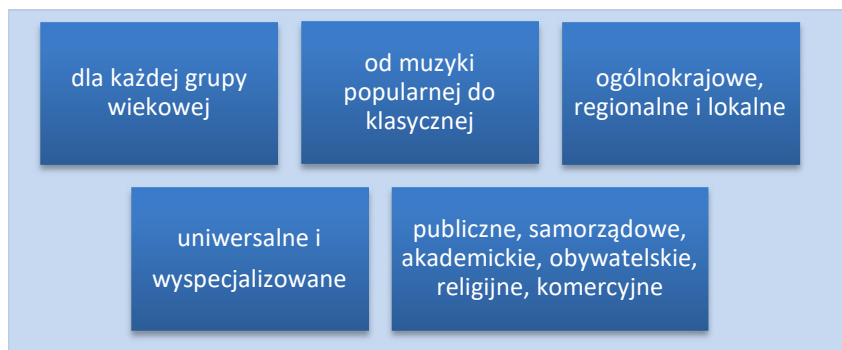 dla każdej grupy
wiekowej
od muzyki
popularnej do
klasycznej
ogólnokrajowe,
regionalne i lokalne
uniwersalne i
wyspecjalizowane
publiczne, samorządowe,
akademickie, obywatelskie,
religijne, komercyjne